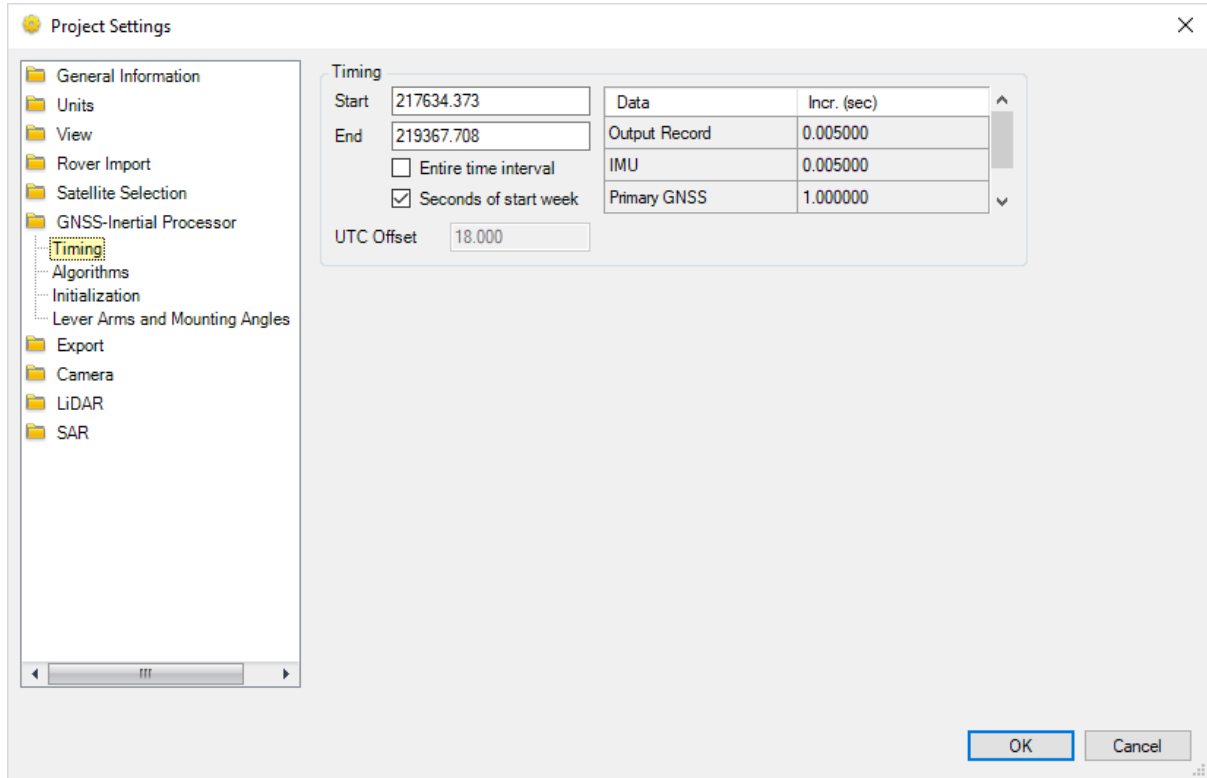 Project Settings
General Information
Units
View
Rover Import
Satellite Selection
GNSS-Inertial Processor
Timing
Algorithms
Initialization
Lever Arms and Mounting Angles
Export
Camera
LiDAR
SAR
Timing
Start 217634.373
End 219367.708
Entire time interval
Seconds of start week
UTC Offset 18.000
Data Incr. (sec)
Output Record 0.005000
IMU 0.005000
Primary GNSS 1.000000
OK Cancel